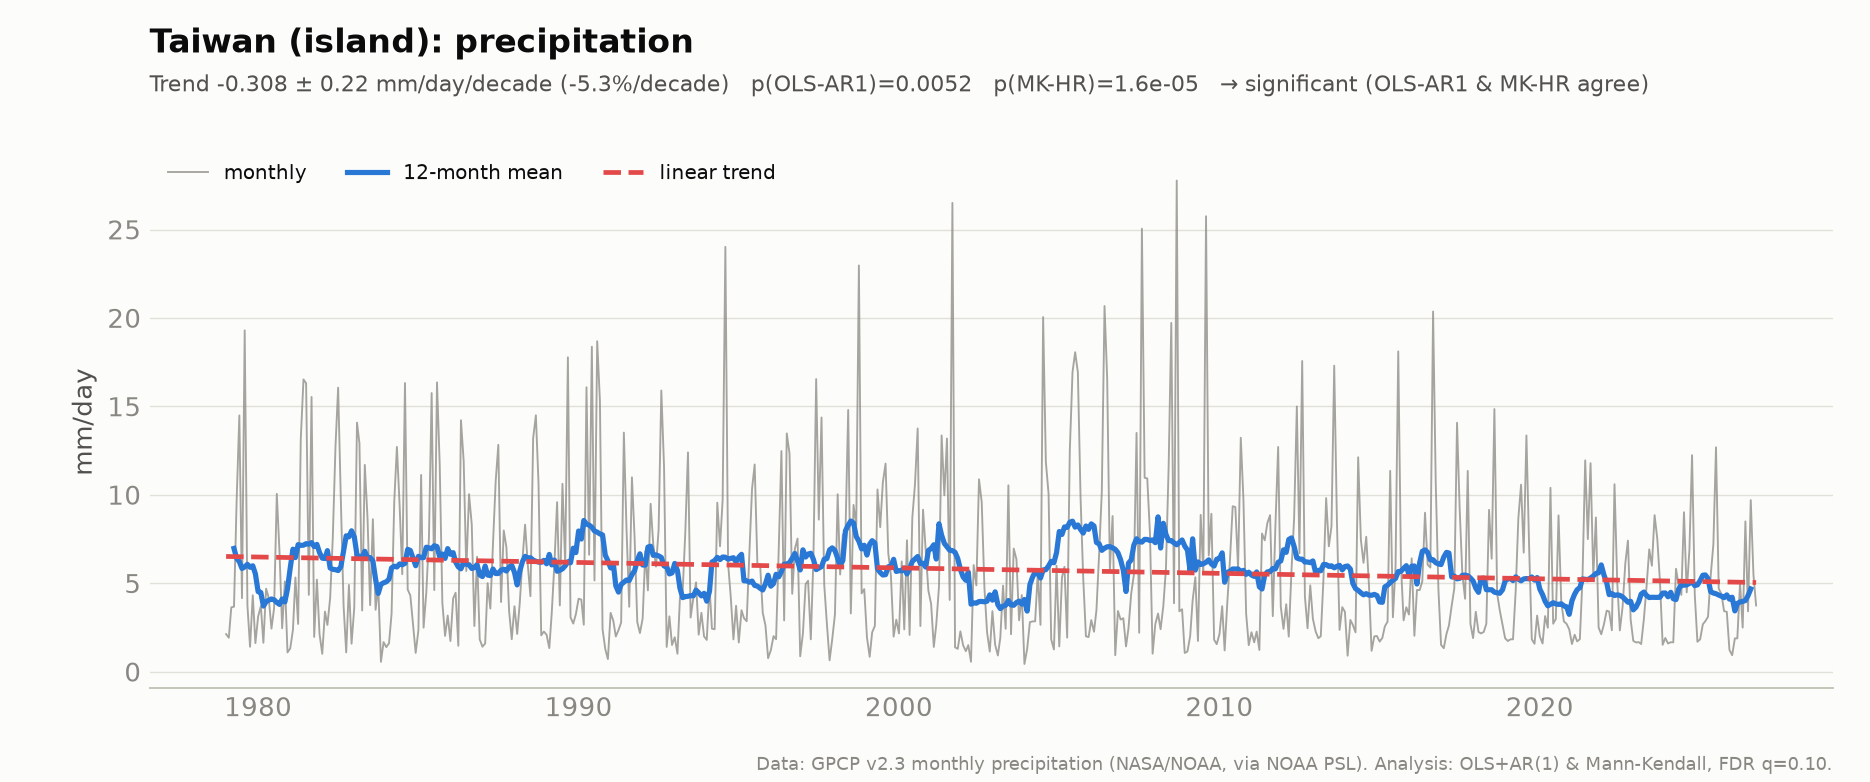 Taiwan (island): precipitation
Trend -0.308 ± 0.22 mm/day/decade (-5.3%/decade) p(OLS-AR1)=0.0052 p(MK-HR)=1.6e-05 → significant (OLS-AR1 & MK-HR agree)
monthly 12-month mean linear trend
mm/day
25
20
15
10
5
0
1980 1990 2000 2010 2020
Data: GPCP v2.3 monthly precipitation (NASA/NOAA, via NOAA PSL). Analysis: OLS+AR(1) & Mann-Kendall, FDR q=0.10.